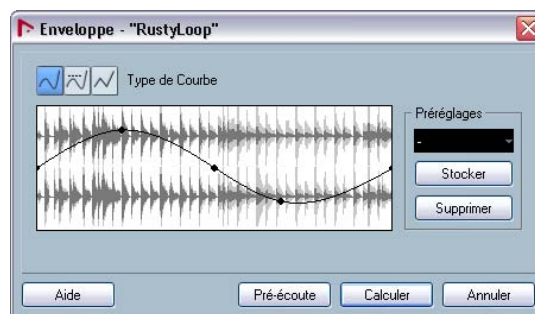 Enveloppe - "RustyLoop"
Type de Courbe
Préréglages
-
Stocker
Supprimer
Aide
Pré-écoute
Calculer
Annuler